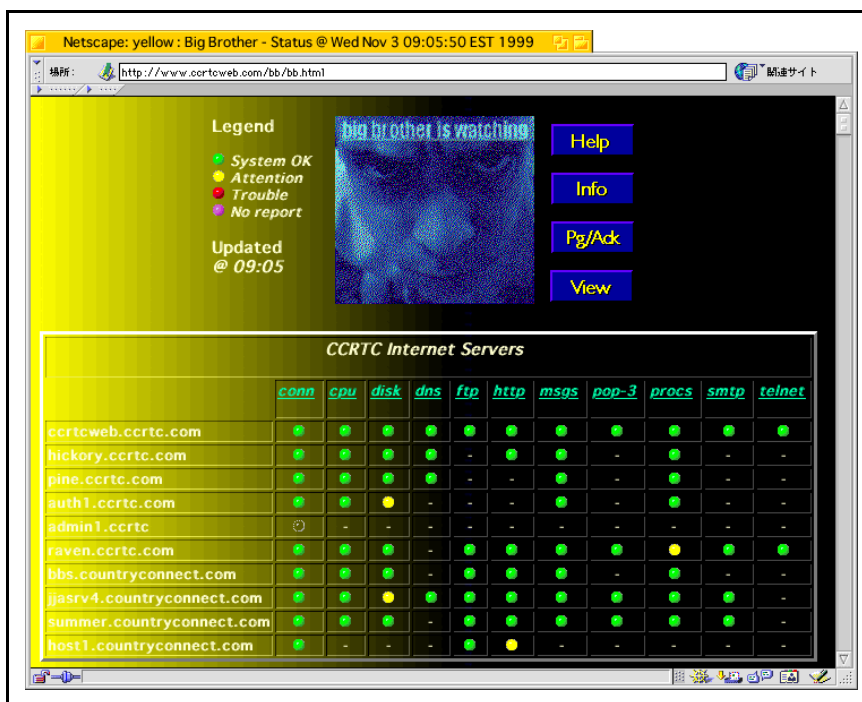 Netscape: yellow : Big Brother - Status @ Wed Nov 3 09:05:50 EST 1999
場所: http://www.ccrtcweb.com/bb/bb.html 関連サイト
Legend
System OK
Attention
Trouble
No report
Updated
@ 09:05
big brother is watching
Help
Info
Pg/Ack
View
CCRTC Internet Servers
conn cpu disk dns ftp http msgs pop-3 procs smtp telnet
ccrtcweb.ccrtc.com
hickory.ccrtc.com - -
pine.ccrtc.com - - - - -
auth1.ccrtc.com - - - - - -
admin1.ccrtc - - - - - - - - - -
raven.ccrtc.com -
bbs.countryconnect.com - - - -
jjasrv4.countryconnect.com -
summer.countryconnect.com - -
host1.countryconnect.com - - - - - - - -